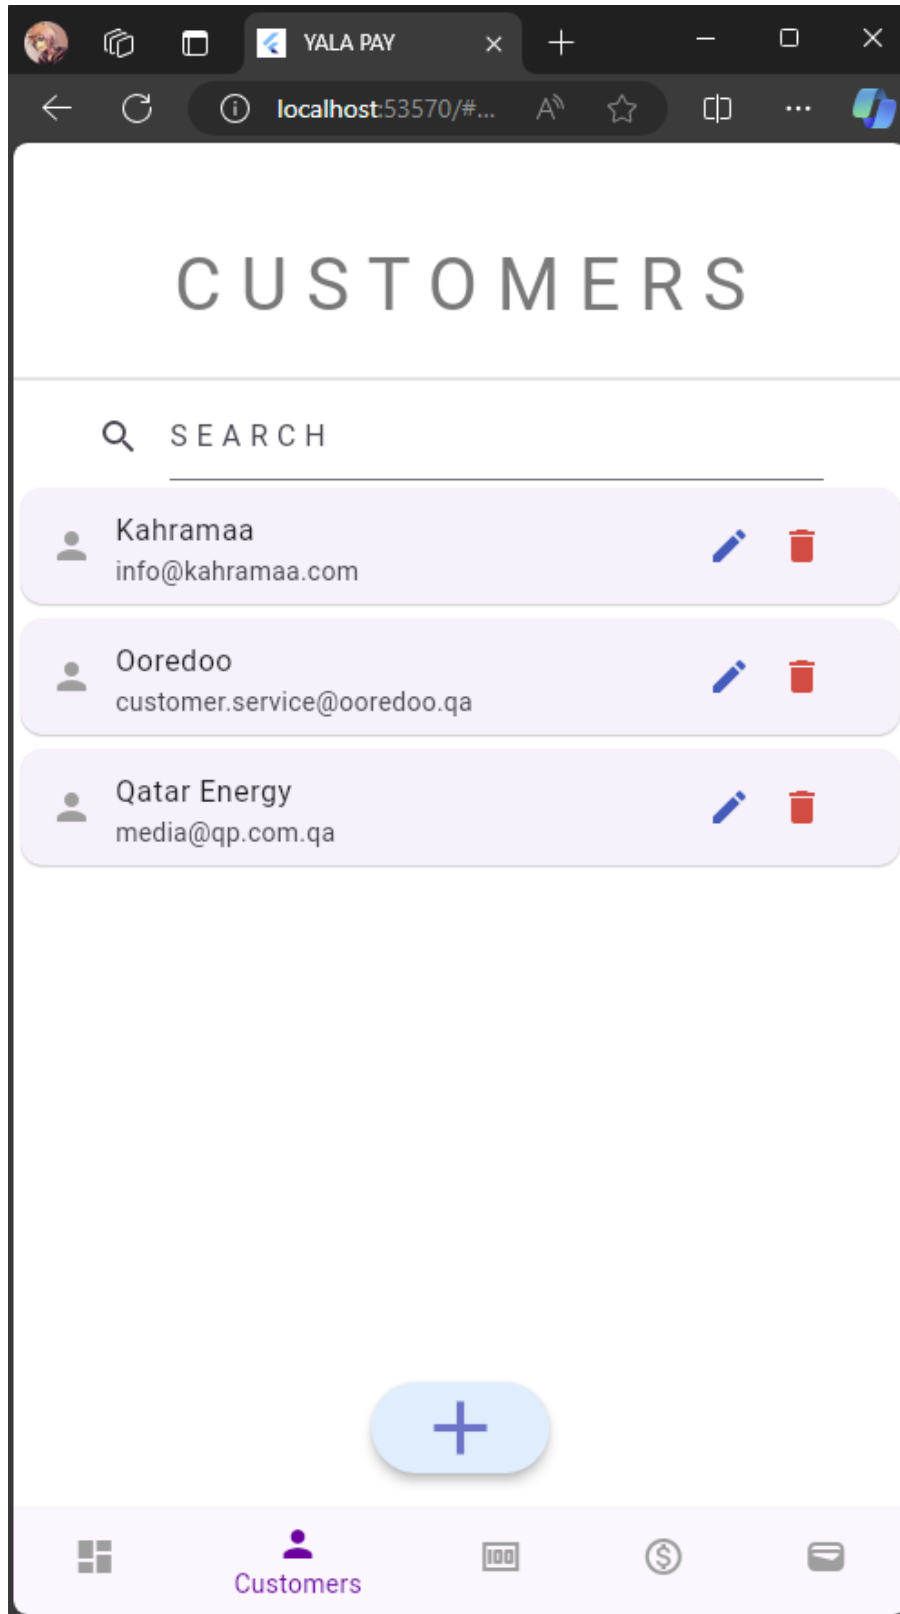 YALA PAY
localhost:53570/#...
CUSTOMERS
SEARCH
Kahramaa
info@kahramaa.com
Ooredoo
customer.service@ooredoo.qa
Qatar Energy
media@qp.com.qa
100
Customers